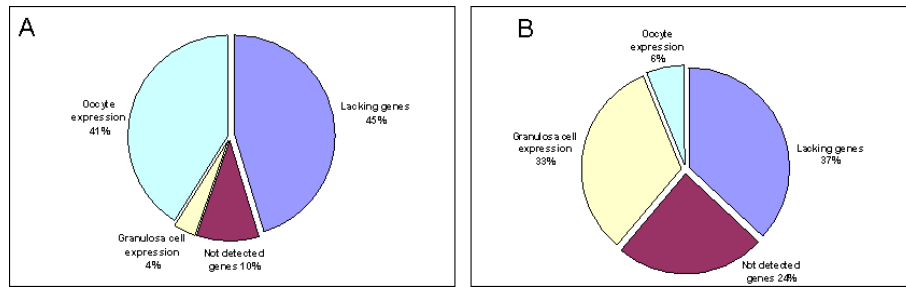 A
Oocyte
expression
41%
Lacking genes
45%
Granulosa cell
expression
4%
Not detected
genes 10%
B
Oocyte
expression
6%
Granulosa cell
expression
33%
Lacking genes
37%
Not detected
genes 24%